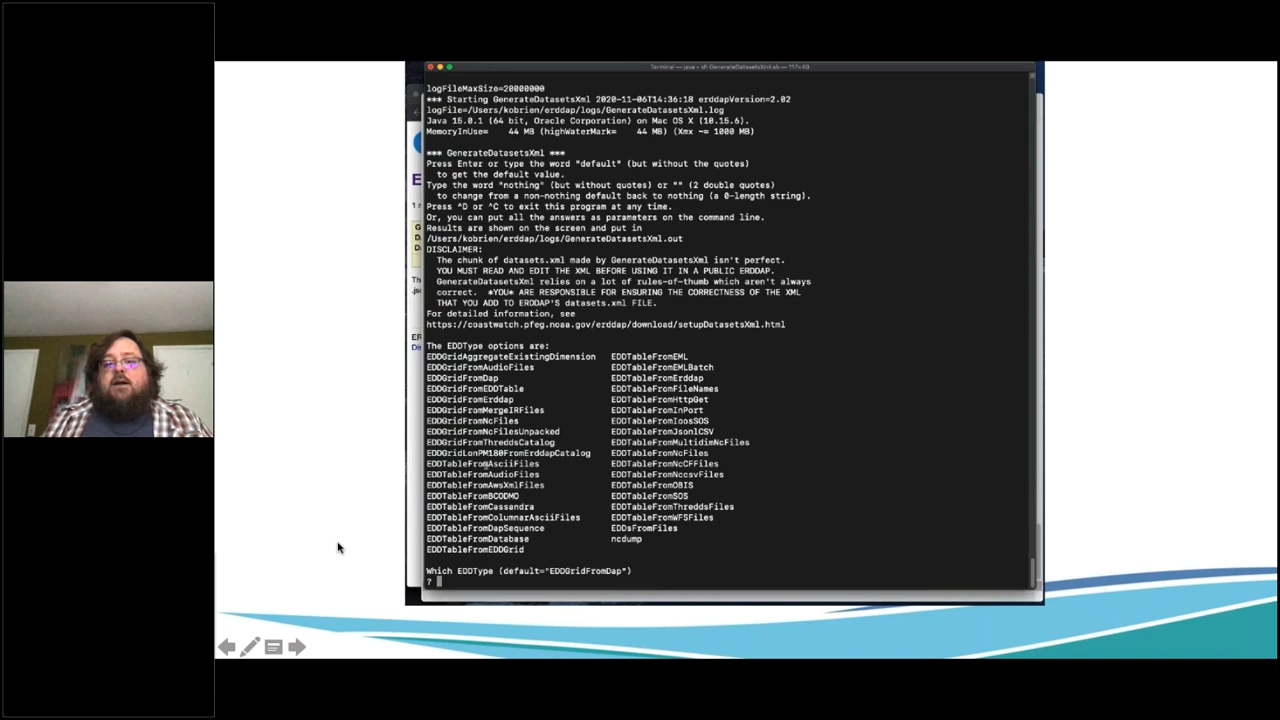 Terminal — java • sh GenerateDatasetsXml.sh — 157×49
logFileMaxSize=20000000
*** Starting GenerateDatasetsXml 2020-11-06T14:36:18 erddapVersion=2.02
logFile=/Users/kobrien/erddap/logs/GenerateDatasetsXml.log
Java 15.0.1 (64 bit, Oracle Corporation) on Mac OS X (10.15.6).
MemoryInUse=    44 MB (highWaterMark=    44 MB) (Xmx ~= 1000 MB)
*** GenerateDatasetsXml ***
Press Enter or type the word "default" (but without the quotes)
to get the default value.
Type the word "nothing" (but without quotes) or "" (2 double quotes)
to change from a non-nothing default back to nothing (a 0-length string).
Press ^D or ^C to exit this program at any time.
Or, you can put all the answers as parameters on the command line.
Results are shown on the screen and put in
/Users/kobrien/erddap/logs/GenerateDatasetsXml.out
DISCLAIMER:
The chunk of datasets.xml made by GenerateDatasetsXml isn't perfect.
YOU MUST READ AND EDIT THE XML BEFORE USING IT IN A PUBLIC ERDDAP.
GenerateDatasetsXml relies on a lot of rules-of-thumb which aren't always
correct.  *YOU* ARE RESPONSIBLE FOR ENSURING THE CORRECTNESS OF THE XML
THAT YOU ADD TO ERDDAP'S datasets.xml FILE.
For detailed information, see
https://coastwatch.pfeg.noaa.gov/erddap/download/setupDatasetsXml.html
The EDDType options are:
EDDGridAggregateExistingDimension   EDDTableFromEML
EDDGridFromAudioFiles   EDDTableFromEMLBatch
EDDGridFromDap   EDDTableFromErddap
EDDGridFromEDDTable   EDDTableFromFileNames
EDDGridFromErddap   EDDTableFromHttpGet
EDDGridFromMergeIRFiles   EDDTableFromInPort
EDDGridFromNcFiles   EDDTableFromIoosSOS
EDDGridFromNcFilesUnpacked   EDDTableFromJsonlCSV
EDDGridFromThreddsCatalog   EDDTableFromMultidimNcFiles
EDDGridLonPM180FromErddapCatalog   EDDTableFromNcFiles
EDDTableFromAsciiFiles   EDDTableFromNcCFFiles
EDDTableFromAudioFiles   EDDTableFromNccsvFiles
EDDTableFromAwsXmlFiles   EDDTableFromOBIS
EDDTableFromBCODMO   EDDTableFromSOS
EDDTableFromCassandra   EDDTableFromThreddsFiles
EDDTableFromColumnarAsciiFiles   EDDTableFromWFSFiles
EDDTableFromDapSequence   EDDsFromFiles
EDDTableFromDatabase   ncdump
EDDTableFromEDDGrid
Which EDDType (default="EDDGridFromDap")
?